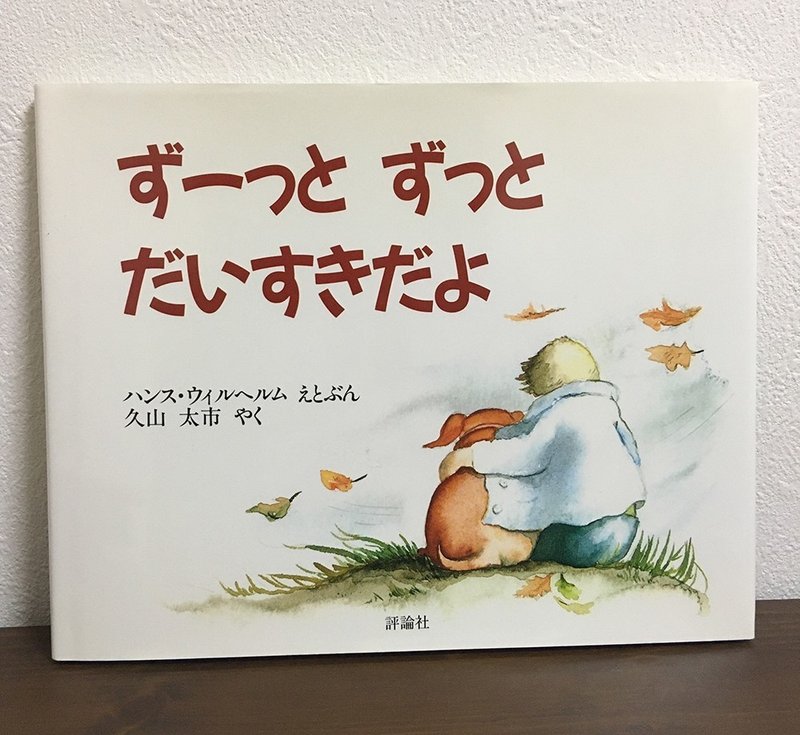 ずーっと ずっと
だいすきだよ
ハンス・ウィルヘルム えとぶん
久山 太市 やく
評論社